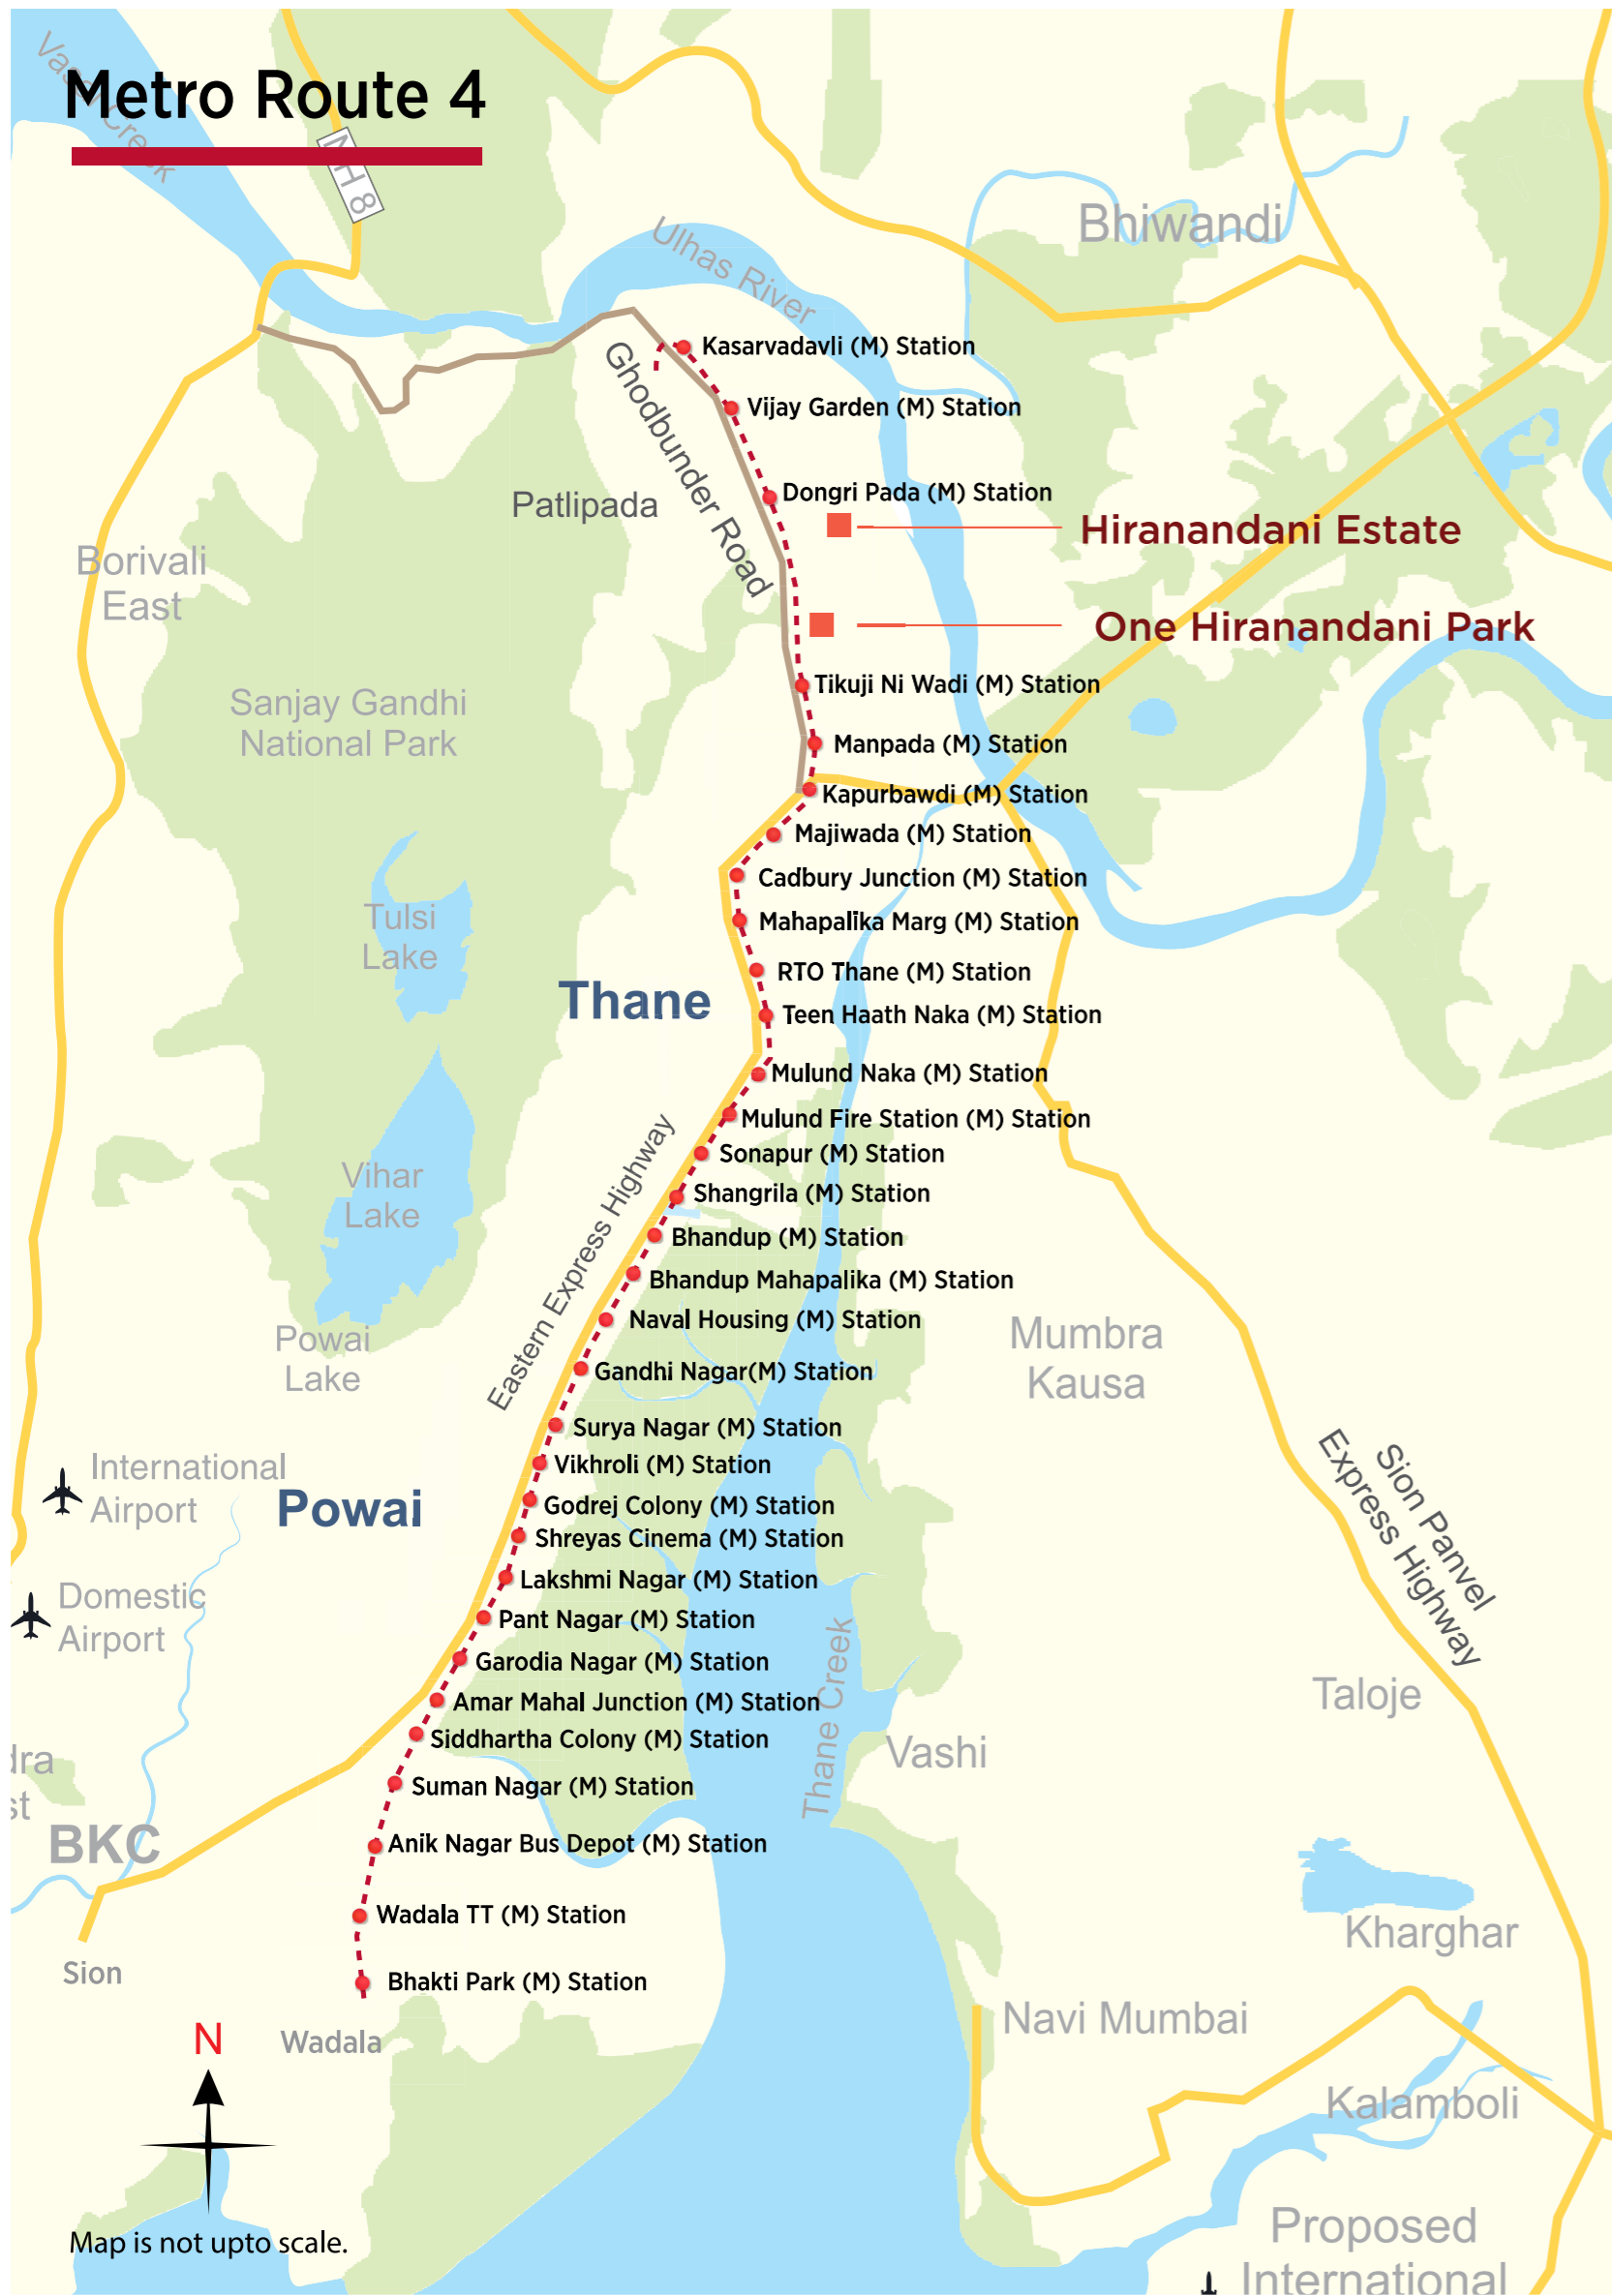 Metro Route 4
Vasai Creek
NH 8
Ulhas River
Bhiwandi
Kasarvadavli (M) Station
Ghodbunder Road
Vijay Garden (M) Station
Dongri Pada (M) Station
Patlipada
Hiranandani Estate
Borivali
East
One Hiranandani Park
Tikuji Ni Wadi (M) Station
Sanjay Gandhi
National Park
Manpada (M) Station
Kapurbawdi (M) Station
Majiwada (M) Station
Cadbury Junction (M) Station
Tulsi
Lake
Mahapalika Marg (M) Station
RTO Thane (M) Station
Thane
Teen Haath Naka (M) Station
Mulund Naka (M) Station
Mulund Fire Station (M) Station
Eastern Express Highway
Sonapur (M) Station
Vihar
Lake
Shangrila (M) Station
Bhandup (M) Station
Bhandup Mahapalika (M) Station
Naval Housing (M) Station
Powai
Lake
Mumbra
Kausa
Gandhi Nagar(M) Station
Surya Nagar (M) Station
Vikhroli (M) Station
International
Airport
Powai
Godrej Colony (M) Station
Shreyas Cinema (M) Station
Sion Panvel
Express Highway
Lakshmi Nagar (M) Station
Domestic
Airport
Pant Nagar (M) Station
Garodia Nagar (M) Station
Thane Creek
Taloje
Amar Mahal Junction (M) Station
Siddhartha Colony (M) Station
Vashi
dra
st
Suman Nagar (M) Station
BKC
Anik Nagar Bus Depot (M) Station
Wadala TT (M) Station
Kharghar
Sion
Bhakti Park (M) Station
Navi Mumbai
N
Wadala
Kalamboli
Map is not upto scale.
Proposed
International